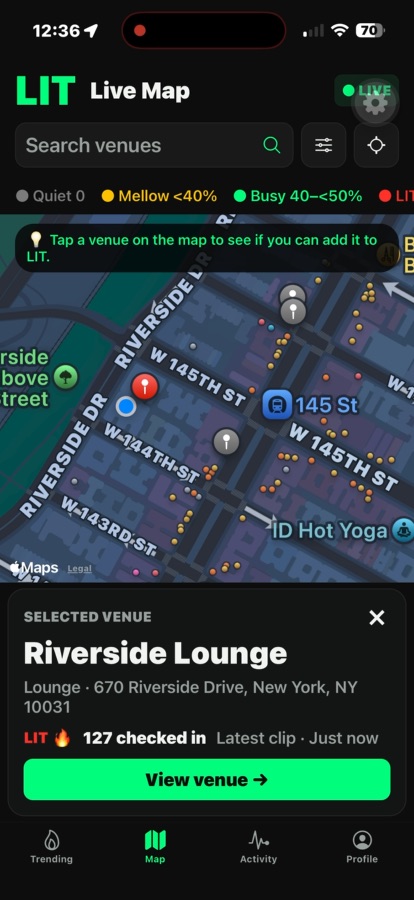 12:36
70
LIT Live Map
LIVE
Search venues
Quiet 0 Mellow <40% Busy 40–<50% LIT
💡 Tap a venue on the map to see if you can add it to
LIT.
RIVERSIDE DR
W 145TH ST
145 St
W 145TH ST
RIVERSIDE DR
W 144TH ST
W 143RD ST
ID Hot Yoga
Maps Legal
SELECTED VENUE
Riverside Lounge
Lounge · 670 Riverside Drive, New York, NY
10031
LIT 🔥 127 checked in Latest clip · Just now
View venue →
Trending Map Activity Profile